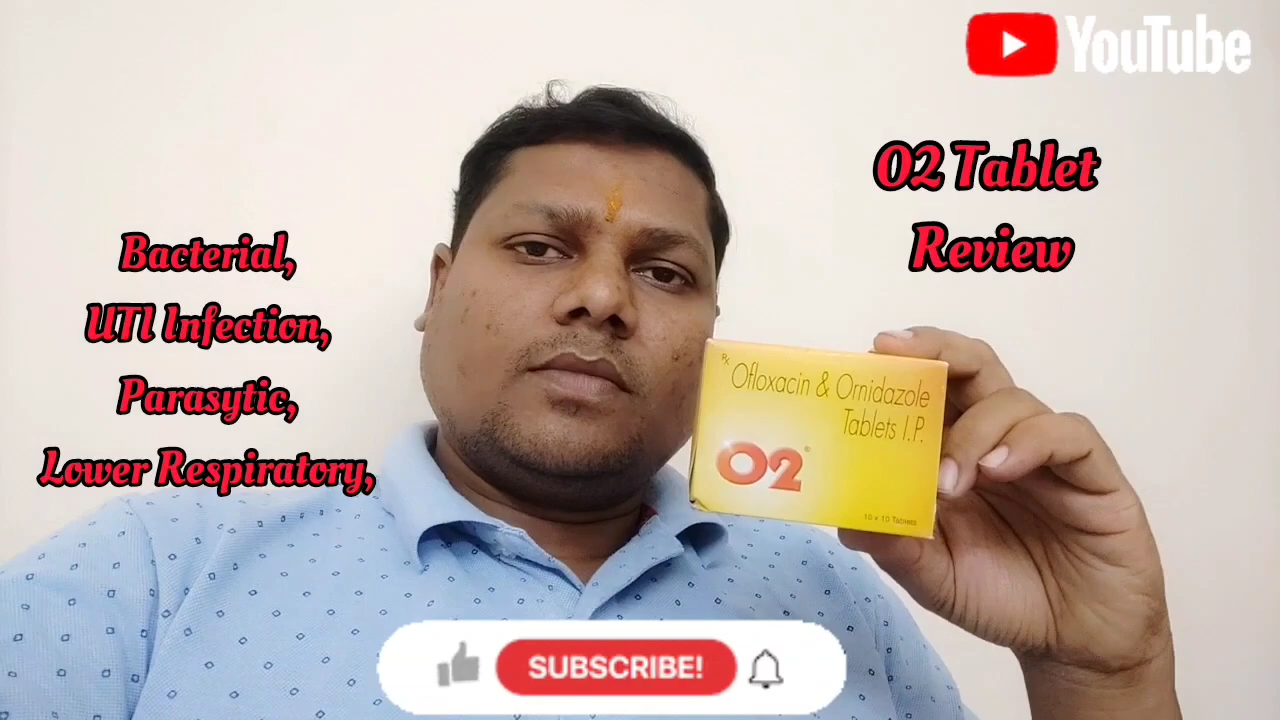 YouTube
O2 Tablet
Review
Bacterial,
UTI Infection,
Parasytic,
Lower Respiratory,
Rx
Ofloxacin & Ornidazole
Tablets I.P.
O2®
10 x 10 Tablets
SUBSCRIBE!